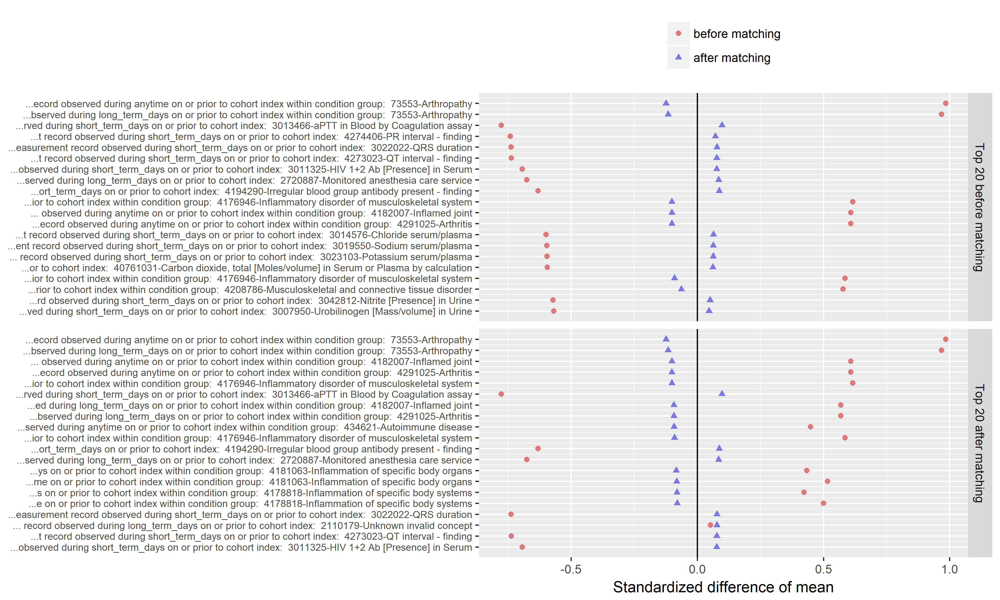 before matching
after matching
...ecord observed during anytime on or prior to cohort index within condition group:  73553-Arthropathy
...bserved during long_term_days on or prior to cohort index within condition group:  73553-Arthropathy
...rved during short_term_days on or prior to cohort index:  3013466-aPTT in Blood by Coagulation assay
...t record observed during short_term_days on or prior to cohort index:  4274406-PR interval - finding
...easurement record observed during short_term_days on or prior to cohort index:  3022022-QRS duration
...t record observed during short_term_days on or prior to cohort index:  4273023-QT interval - finding
...observed during short_term_days on or prior to cohort index:  3011325-HIV 1+2 Ab [Presence] in Serum
...served during long_term_days on or prior to cohort index:  2720887-Monitored anesthesia care service
...ort_term_days on or prior to cohort index:  4194290-Irregular blood group antibody present - finding
...ior to cohort index within condition group:  4176946-Inflammatory disorder of musculoskeletal system
... observed during anytime on or prior to cohort index within condition group:  4182007-Inflamed joint
...ecord observed during anytime on or prior to cohort index within condition group:  4291025-Arthritis
...t record observed during short_term_days on or prior to cohort index:  3014576-Chloride serum/plasma
...ent record observed during short_term_days on or prior to cohort index:  3019550-Sodium serum/plasma
... record observed during short_term_days on or prior to cohort index:  3023103-Potassium serum/plasma
...or to cohort index:  40761031-Carbon dioxide, total [Moles/volume] in Serum or Plasma by calculation
...ior to cohort index within condition group:  4176946-Inflammatory disorder of musculoskeletal system
...rior to cohort index within condition group:  4208786-Musculoskeletal and connective tissue disorder
...rd observed during short_term_days on or prior to cohort index:  3042812-Nitrite [Presence] in Urine
...ved during short_term_days on or prior to cohort index:  3007950-Urobilinogen [Mass/volume] in Urine
Top 20 before matching
...ecord observed during anytime on or prior to cohort index within condition group:  73553-Arthropathy
...bserved during long_term_days on or prior to cohort index within condition group:  73553-Arthropathy
... observed during anytime on or prior to cohort index within condition group:  4182007-Inflamed joint
...ecord observed during anytime on or prior to cohort index within condition group:  4291025-Arthritis
...ior to cohort index within condition group:  4176946-Inflammatory disorder of musculoskeletal system
...rved during short_term_days on or prior to cohort index:  3013466-aPTT in Blood by Coagulation assay
...ed during long_term_days on or prior to cohort index within condition group:  4182007-Inflamed joint
...bserved during long_term_days on or prior to cohort index within condition group:  4291025-Arthritis
...served during anytime on or prior to cohort index within condition group:  434621-Autoimmune disease
...ior to cohort index within condition group:  4176946-Inflammatory disorder of musculoskeletal system
...ort_term_days on or prior to cohort index:  4194290-Irregular blood group antibody present - finding
...served during long_term_days on or prior to cohort index:  2720887-Monitored anesthesia care service
...ys on or prior to cohort index within condition group:  4181063-Inflammation of specific body organs
...me on or prior to cohort index within condition group:  4181063-Inflammation of specific body organs
...s on or prior to cohort index within condition group:  4178818-Inflammation of specific body systems
...e on or prior to cohort index within condition group:  4178818-Inflammation of specific body systems
...easurement record observed during short_term_days on or prior to cohort index:  3022022-QRS duration
... record observed during long_term_days on or prior to cohort index:  2110179-Unknown invalid concept
...t record observed during short_term_days on or prior to cohort index:  4273023-QT interval - finding
...observed during short_term_days on or prior to cohort index:  3011325-HIV 1+2 Ab [Presence] in Serum
Top 20 after matching
-0.5 0.0 0.5 1.0
Standardized difference of mean